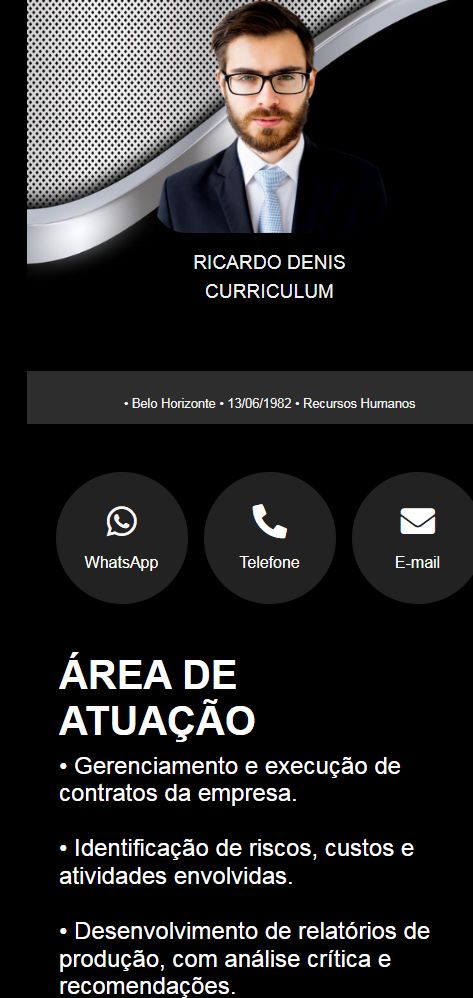 RICARDO DENIS
CURRICULUM
• Belo Horizonte • 13/06/1982 • Recursos Humanos
WhatsApp
Telefone
E-mail
ÁREA DE
ATUAÇÃO
• Gerenciamento e execução de
contratos da empresa.
• Identificação de riscos, custos e
atividades envolvidas.
• Desenvolvimento de relatórios de
produção, com análise crítica e
recomendações.